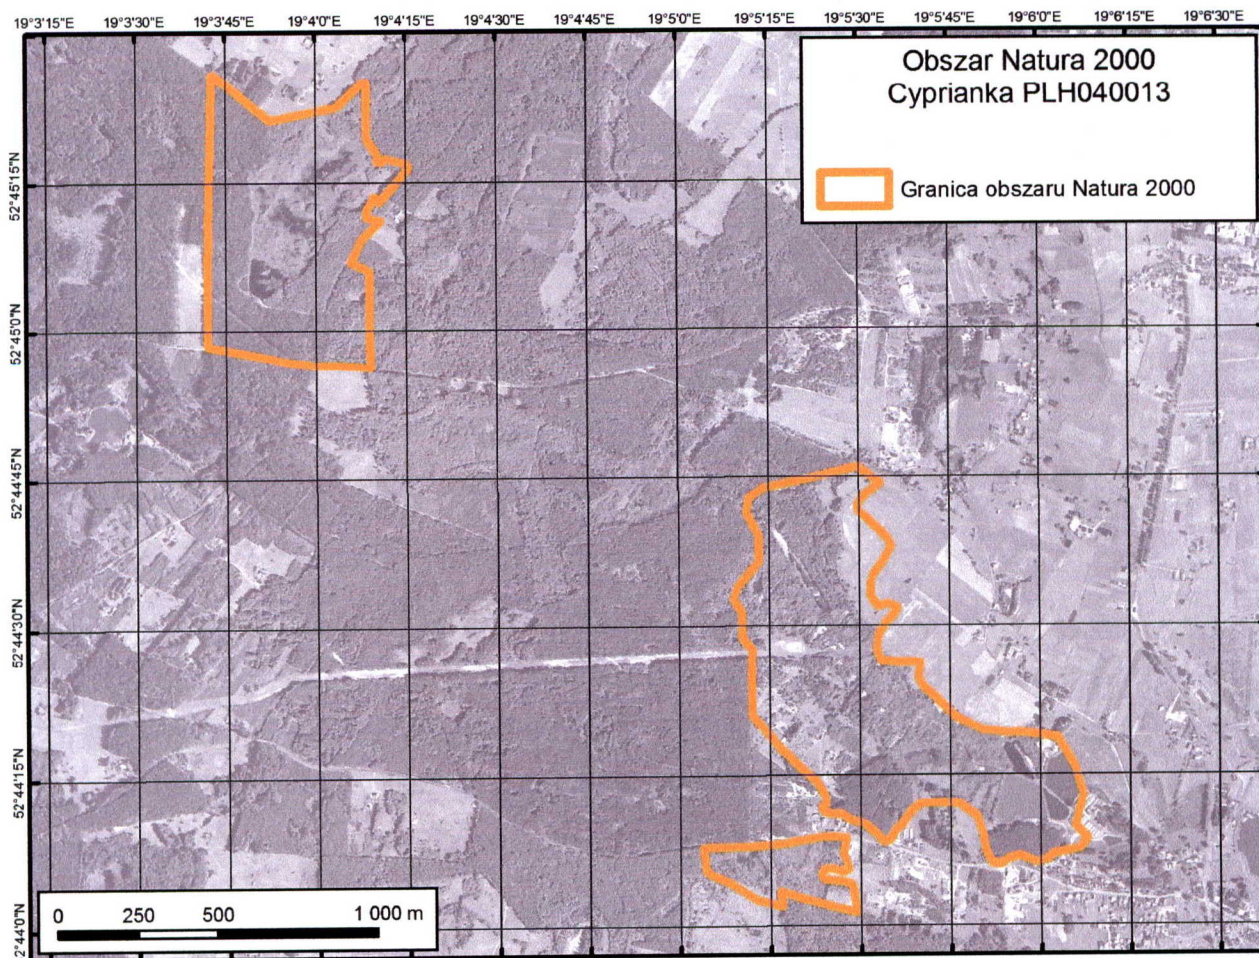 19°3'15"E 19°3'30"E 19°3'45"E 19°4'0"E 19°4'15"E 19°4'30"E 19°4'45"E 19°5'0"E 19°5'15"E 19°5'30"E 19°5'45"E 19°6'0"E 19°6'15"E 19°6'30"E
Obszar Natura 2000
Cyprianka PLH040013
Granica obszaru Natura 2000
52°45'15"N
52°45'0"N
52°44'45"N
52°44'30"N
52°44'15"N
2°44'0"N
0 250 500 1 000 m